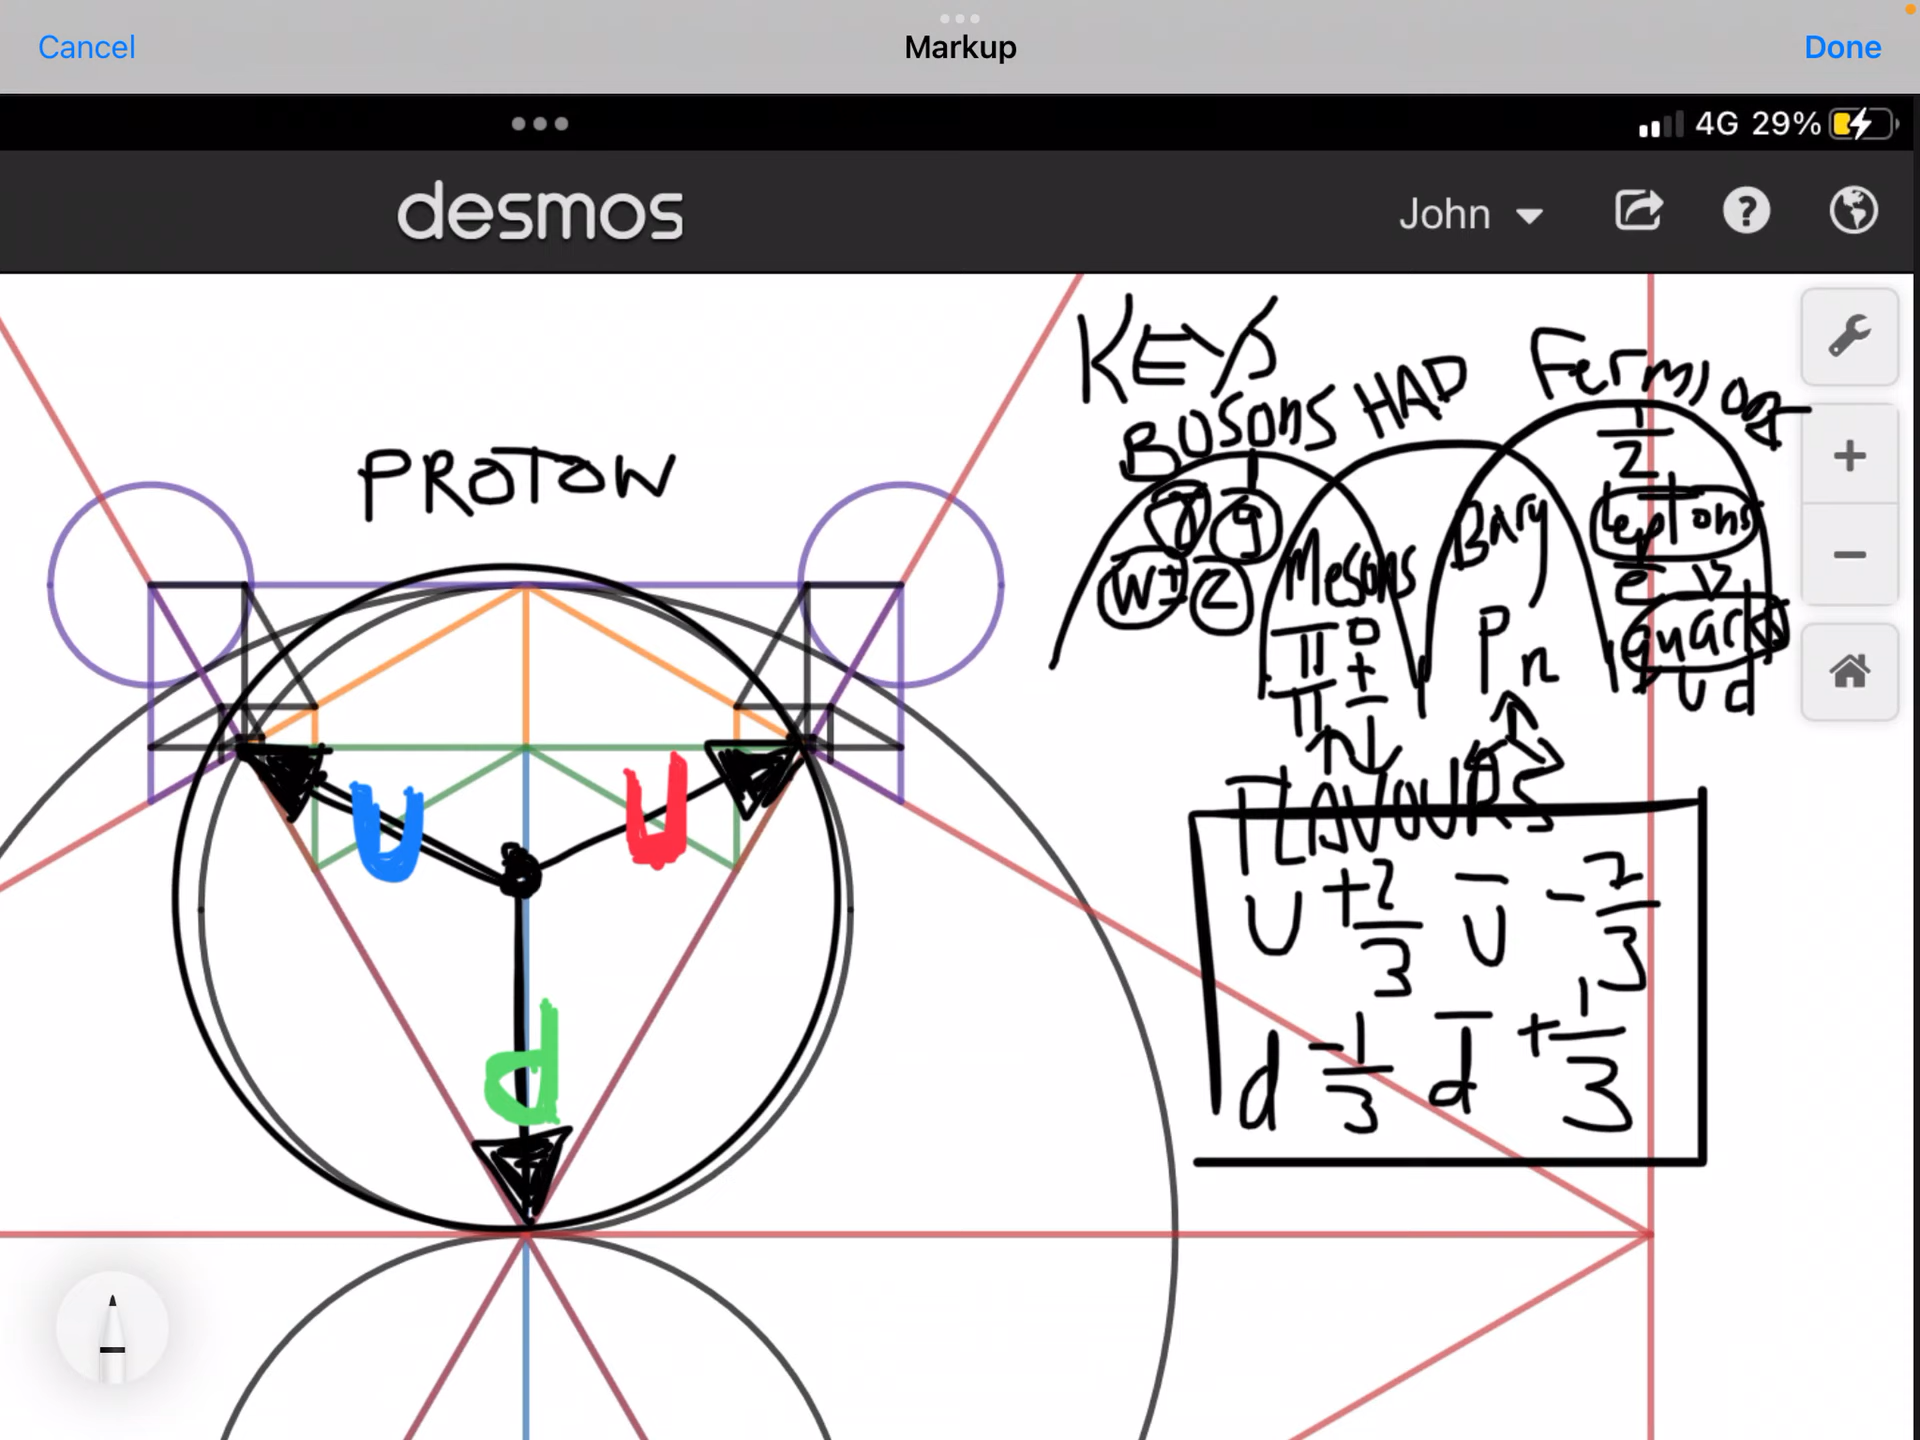 Cancel
Markup
Done
4G 29%
desmos
John
KEYS
PROTON
BOSONS HAD
1
1/2
γ g
W± Z
Mesons
Bary
Leptons
e ν
quarks
u d
π⁰
π±
P n
↑↓
FLAVOURS
U U
d
U +2/3 Ū -2/3
d -1/3 d̄ +1/3